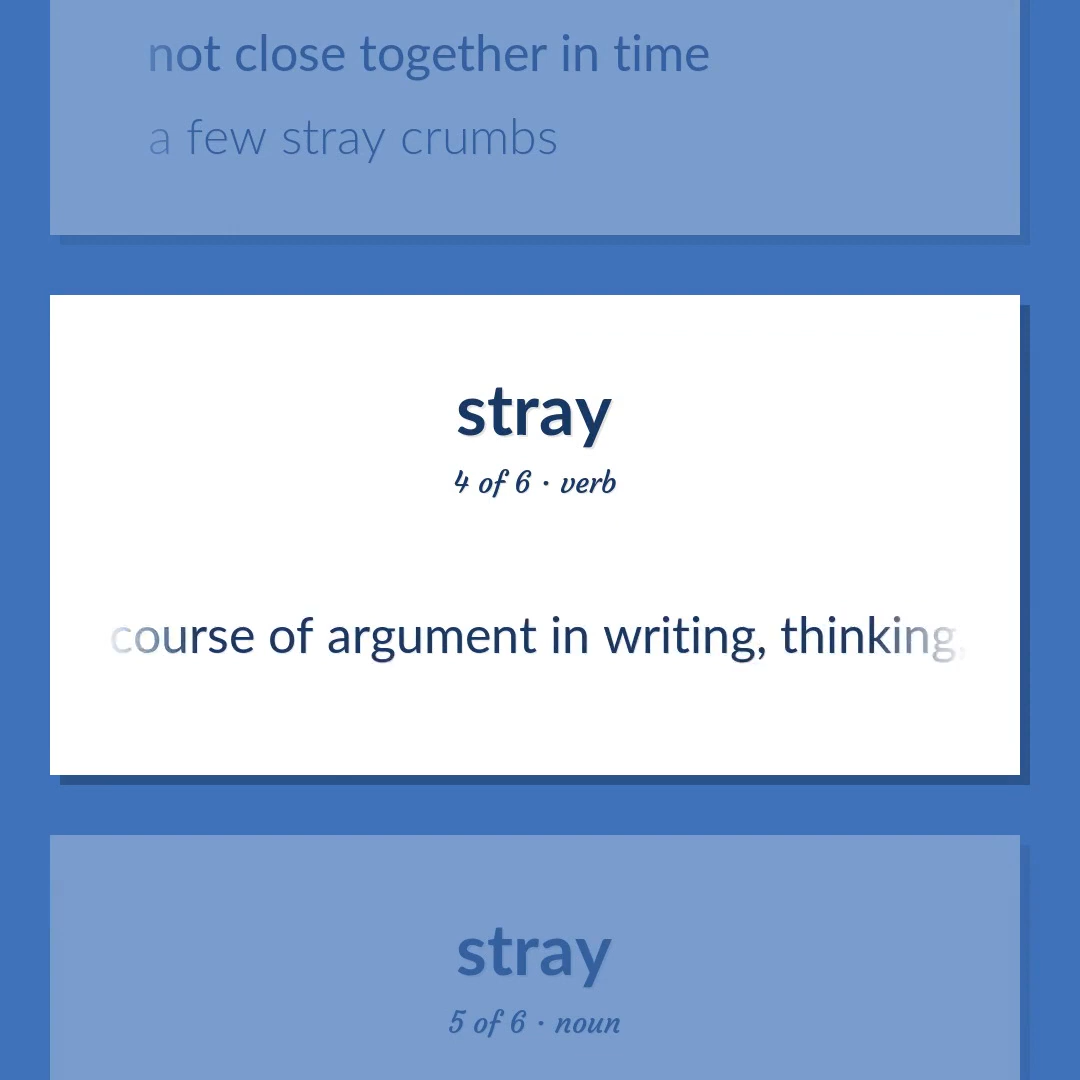 not close together in time
a few stray crumbs
stray
4 of 6 · verb
course of argument in writing, thinking,
stray
5 of 6 · noun